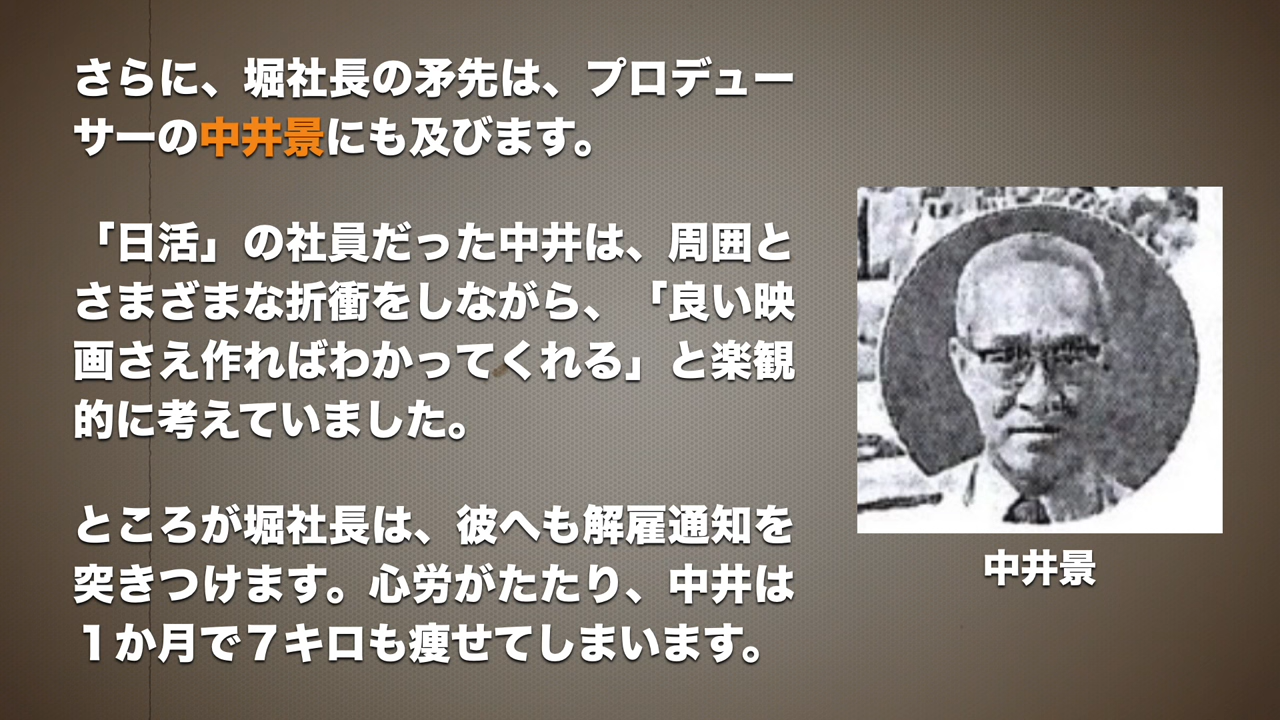 さらに、堀社長の矛先は、プロデュー
サーの中井景にも及びます。
「日活」の社員だった中井は、周囲と
さまざまな折衝をしながら、「良い映
画さえ作ればわかってくれる」と楽観
的に考えていました。
ところが堀社長は、彼へも解雇通知を
突きつけます。心労がたたり、中井は
１か月で７キロも痩せてしまいます。
中井景